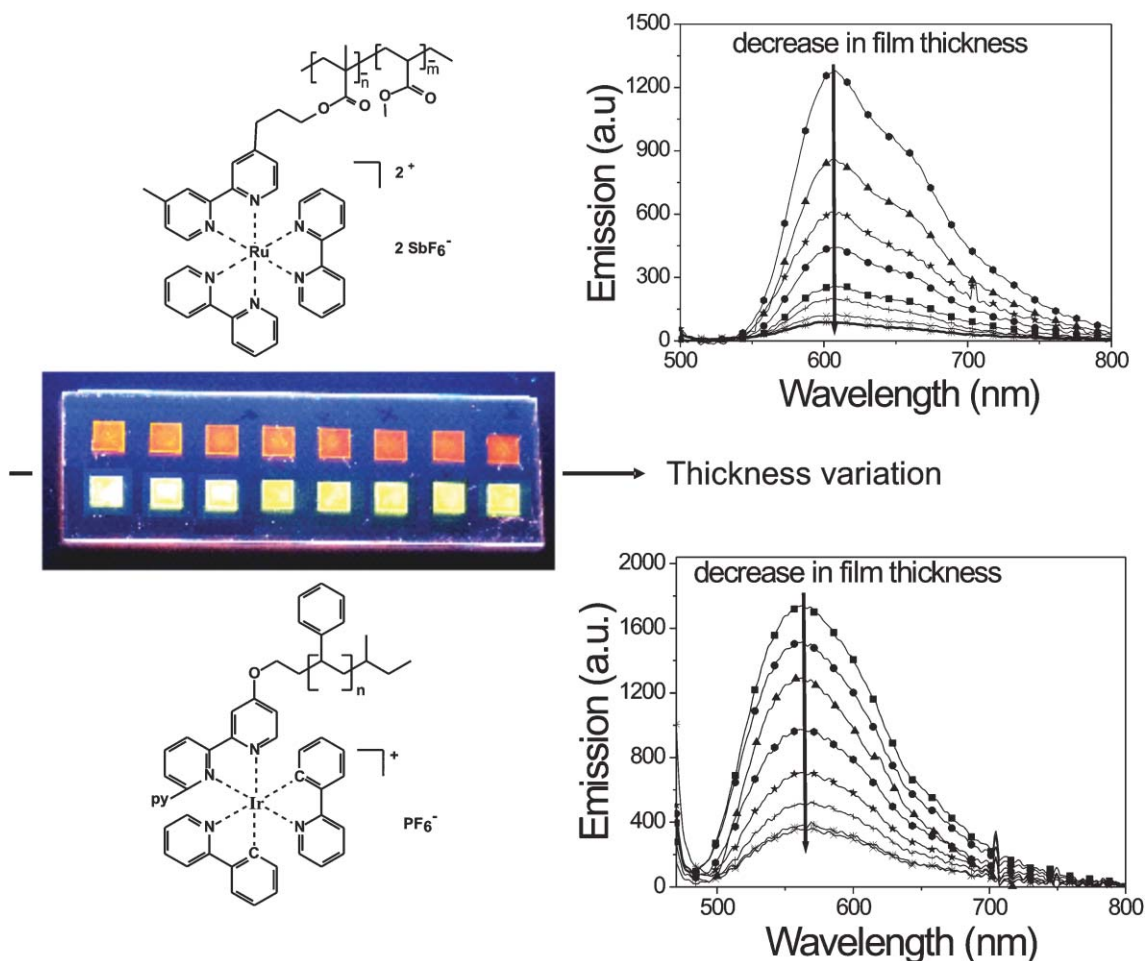 n
m
O
O
O
O
2 +
N
N
N
N
Ru
N
N
2 SbF6-
decrease in film thickness
Emission (a.u)
1500
1200
900
600
300
0
500 600 700 800
Wavelength (nm)
Thickness variation
O
n
N
N
py
Ir
C
N
N
C
+
PF6-
decrease in film thickness
Emission (a.u.)
2000
1600
1200
800
400
0
500 600 700 800
Wavelength (nm)